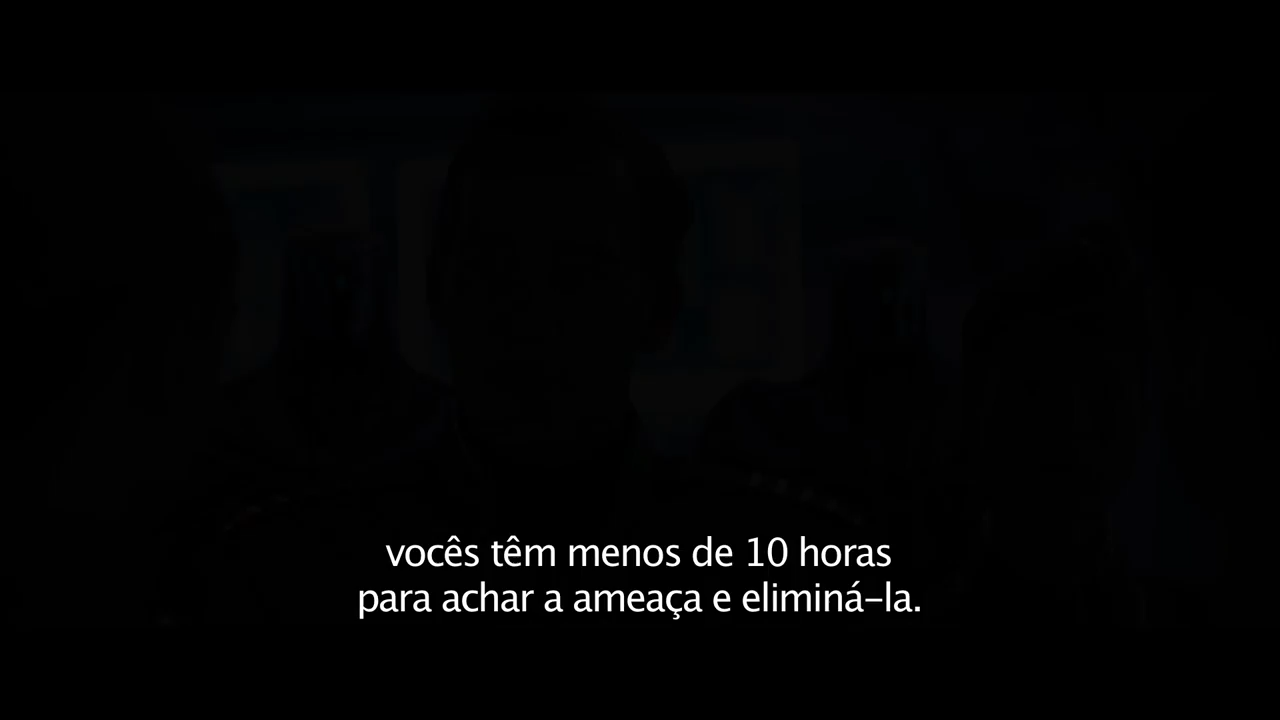 vocês têm menos de 10 horas
para achar a ameaça e eliminá-la.